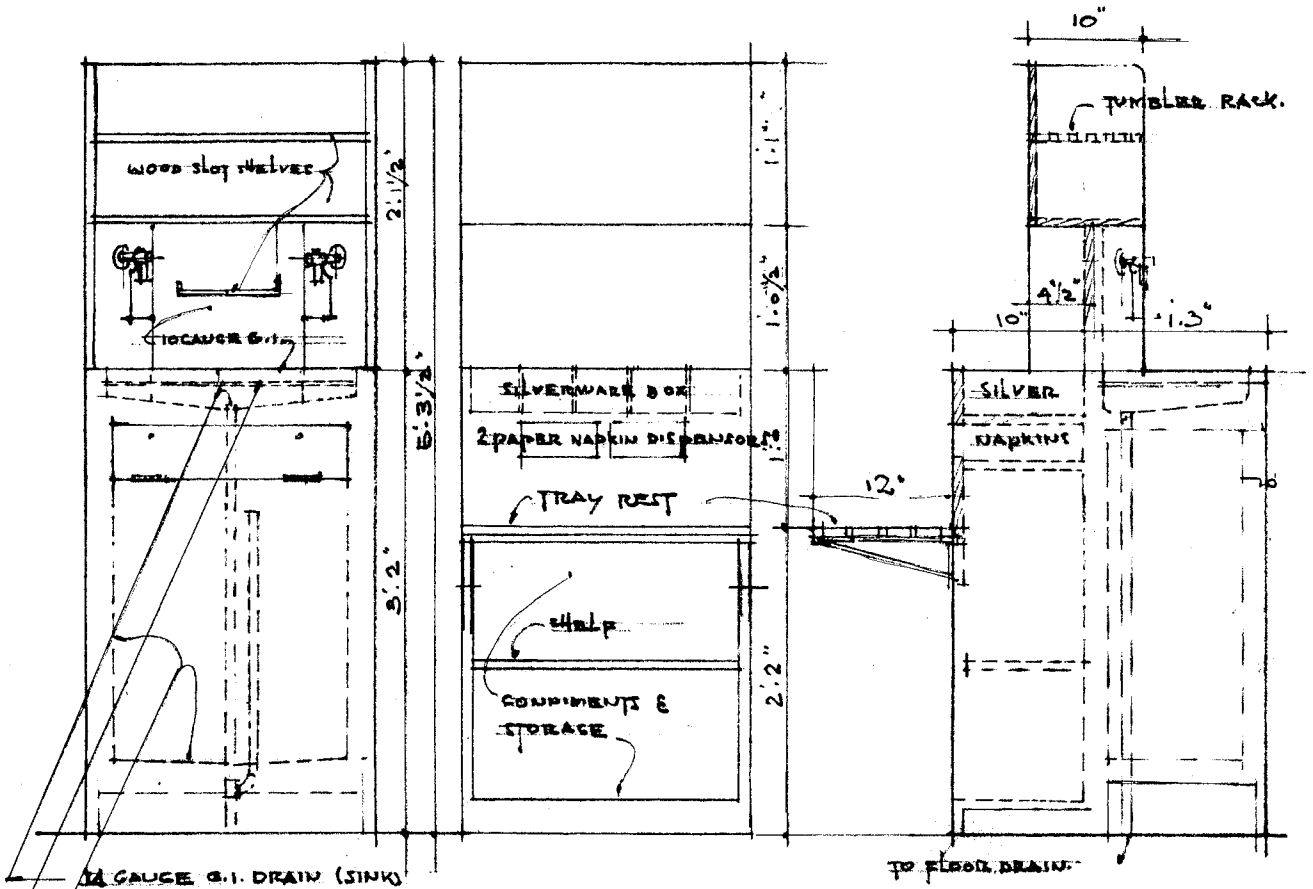 10"
TUMBLER RACK.
WOOD SLOT SHELVES
2'.1½"
1'.1"
1'.0½"
4½"
10"
1'.3"
10 GAUGE G.I.
5'.3½"
SILVERWARE BOX
SILVER
2 PAPER NAPKIN DISPENSORS
NAPKINS
TRAY REST
12"
3'.2"
SHELF
2'.2"
CONDIMENTS &
STORAGE
14 GAUGE G.I. DRAIN (SINK)
TO FLOOR DRAIN.